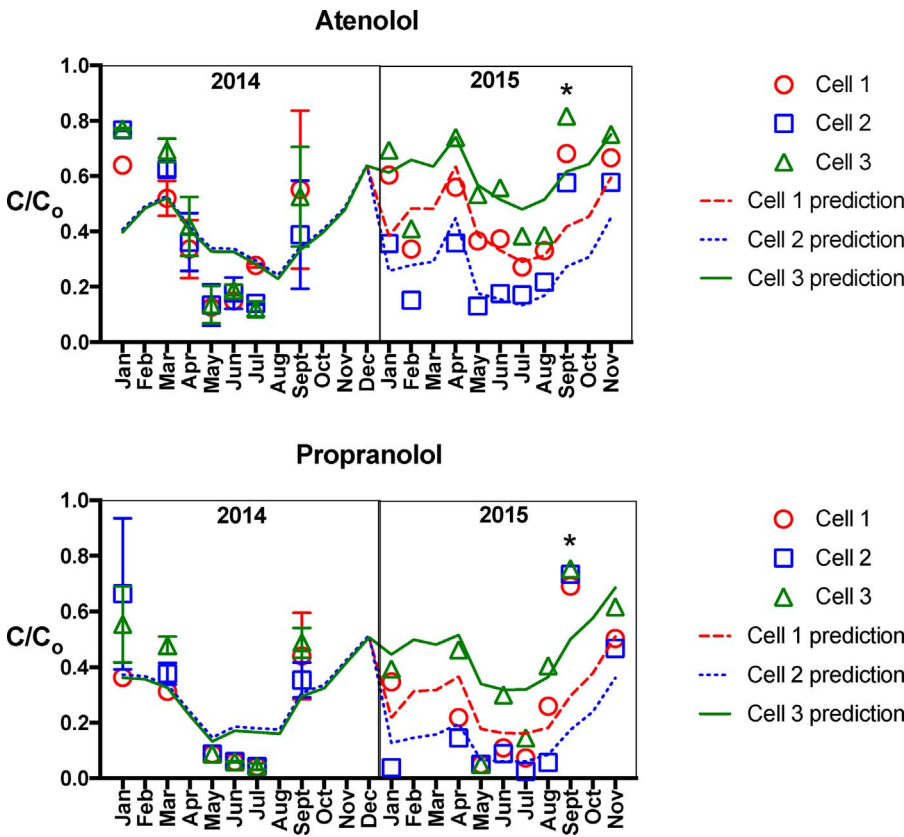 Atenolol
2014
2015
*
C/Co
1.0
0.8
0.6
0.4
0.2
0.0
Jan
Feb
Mar
Apr
May
Jun
Jul
Aug
Sept
Oct
Nov
Dec
Jan
Feb
Mar
Apr
May
Jun
Jul
Aug
Sept
Oct
Nov
Cell 1
Cell 2
Cell 3
Cell 1 prediction
Cell 2 prediction
Cell 3 prediction
Propranolol
2014
2015
*
C/Co
1.0
0.8
0.6
0.4
0.2
0.0
Jan
Feb
Mar
Apr
May
Jun
Jul
Aug
Sept
Oct
Nov
Dec
Jan
Feb
Mar
Apr
May
Jun
Jul
Aug
Sept
Oct
Nov
Cell 1
Cell 2
Cell 3
Cell 1 prediction
Cell 2 prediction
Cell 3 prediction